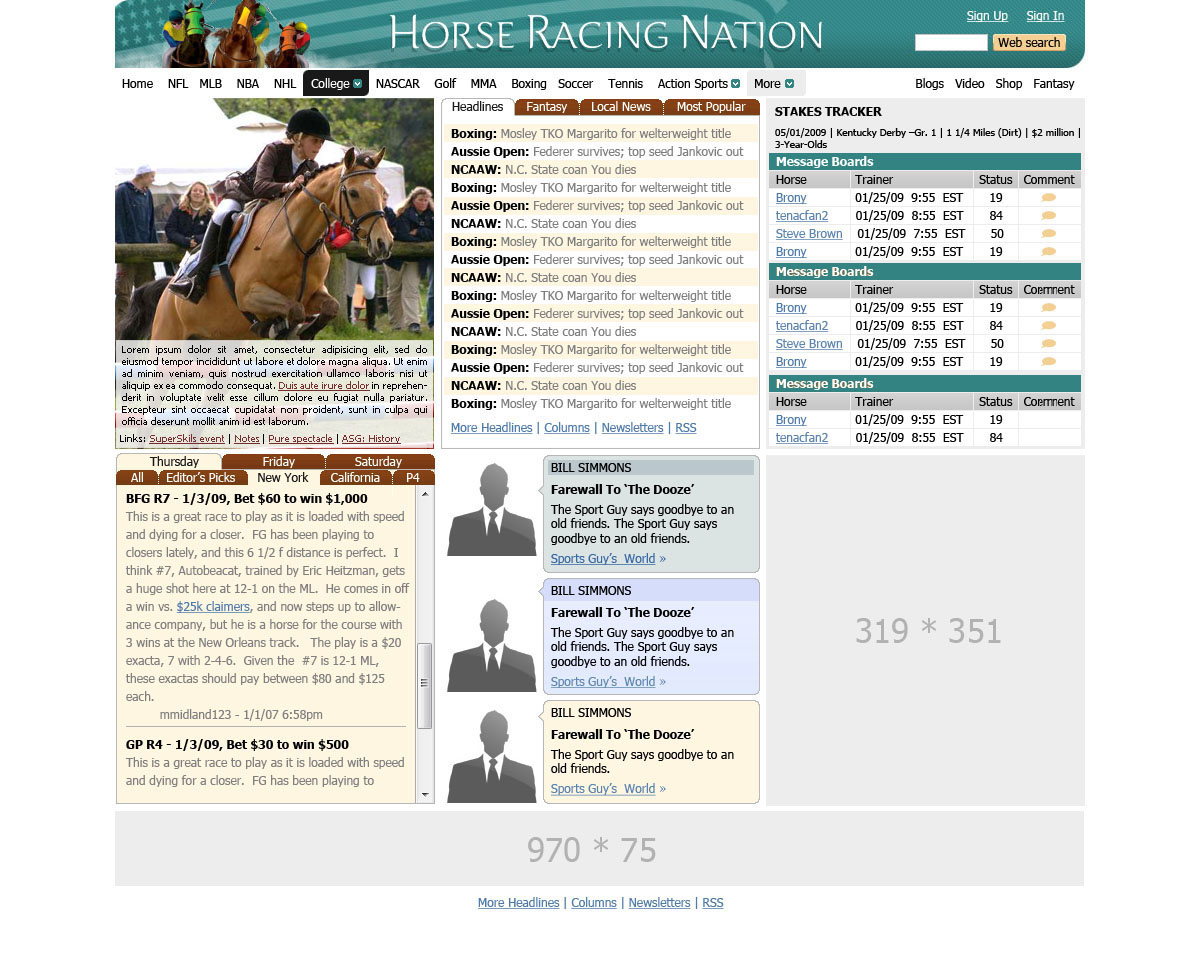 HORSE RACING NATION
Sign Up Sign In
Web search
Home NFL MLB NBA NHL College NASCAR Golf MMA Boxing Soccer Tennis Action Sports More Blogs Video Shop Fantasy
Lorem ipsum dolor sit amet, consectetur adipisicing elit, sed do
eiusmod tempor incididunt ut labore et dolore magna aliqua. Ut enim
ad minim veniam, quis nostrud exercitation ullamco laboris nisi ut
aliquip ex ea commodo consequat. Duis aute irure dolor in reprehen-
derit in voluptate velit esse cillum dolore eu fugiat nulla pariatur.
Excepteur sint occaecat cupidatat non proident, sunt in culpa qui
officia deserunt mollit anim id est laborum.
Links: SuperSkils event | Notes | Pure spectacle | ASG: History
Headlines Fantasy Local News Most Popular
Boxing: Mosley TKO Margarito for welterweight title
Aussie Open: Federer survives; top seed Jankovic out
NCAAW: N.C. State coan You dies
Boxing: Mosley TKO Margarito for welterweight title
Aussie Open: Federer survives; top seed Jankovic out
NCAAW: N.C. State coan You dies
Boxing: Mosley TKO Margarito for welterweight title
Aussie Open: Federer survives; top seed Jankovic out
NCAAW: N.C. State coan You dies
Boxing: Mosley TKO Margarito for welterweight title
Aussie Open: Federer survives; top seed Jankovic out
NCAAW: N.C. State coan You dies
Boxing: Mosley TKO Margarito for welterweight title
Aussie Open: Federer survives; top seed Jankovic out
NCAAW: N.C. State coan You dies
Boxing: Mosley TKO Margarito for welterweight title
More Headlines | Columns | Newsletters | RSS
STAKES TRACKER
05/01/2009 | Kentucky Derby –Gr. 1 | 1 1/4 Miles (Dirt) | $2 million |
3-Year-Olds
Message Boards
Horse Trainer Status Comment
Brony 01/25/09 9:55 EST 19
tenacfan2 01/25/09 8:55 EST 84
Steve Brown 01/25/09 7:55 EST 50
Brony 01/25/09 9:55 EST 19
Message Boards
Horse Trainer Status Comment
Brony 01/25/09 9:55 EST 19
tenacfan2 01/25/09 8:55 EST 84
Steve Brown 01/25/09 7:55 EST 50
Brony 01/25/09 9:55 EST 19
Message Boards
Horse Trainer Status Comment
Brony 01/25/09 9:55 EST 19
tenacfan2 01/25/09 8:55 EST 84
Thursday Friday Saturday
All Editor's Picks New York California P4
BFG R7 - 1/3/09, Bet $60 to win $1,000
This is a great race to play as it is loaded with speed
and dying for a closer. FG has been playing to
closers lately, and this 6 1/2 f distance is perfect. I
think #7, Autobeacat, trained by Eric Heitzman, gets
a huge shot here at 12-1 on the ML. He comes in off
a win vs. $25k claimers, and now steps up to allow-
ance company, but he is a horse for the course with
3 wins at the New Orleans track. The play is a $20
exacta, 7 with 2-4-6. Given the #7 is 12-1 ML,
these exactas should pay between $80 and $125
each.
mmidland123 - 1/1/07 6:58pm
GP R4 - 1/3/09, Bet $30 to win $500
This is a great race to play as it is loaded with speed
and dying for a closer. FG has been playing to
BILL SIMMONS
Farewall To ‘The Dooze’
The Sport Guy says goodbye to an
old friends. The Sport Guy says
goodbye to an old friends.
Sports Guy’s World »
BILL SIMMONS
Farewall To ‘The Dooze’
The Sport Guy says goodbye to an
old friends. The Sport Guy says
goodbye to an old friends.
Sports Guy’s World »
BILL SIMMONS
Farewall To ‘The Dooze’
The Sport Guy says goodbye to an
old friends.
Sports Guy’s World »
319 * 351
970 * 75
More Headlines | Columns | Newsletters | RSS